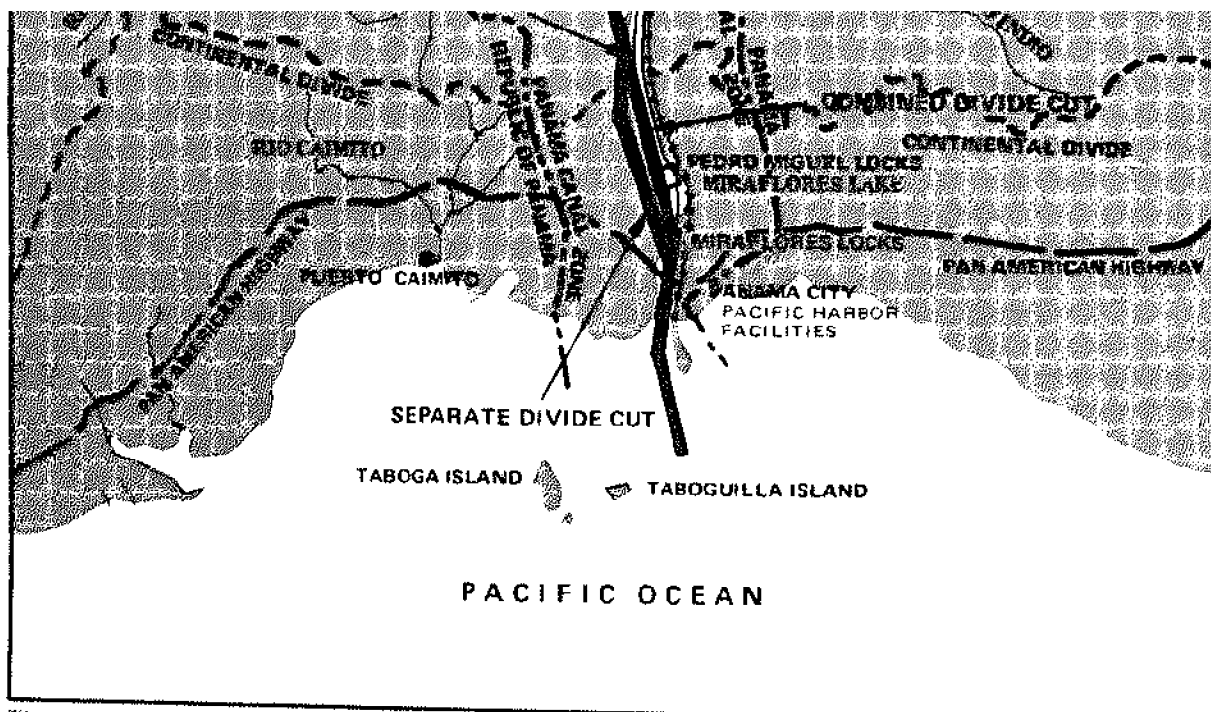 CONTINENTAL DIVIDE
REPUBLIC OF PANAMA
PANAMA CANAL ZONE
PANAMA
ZONE
COMBINED DIVIDE CUT
CONTINENTAL DIVIDE
RIO CAIMITO
PEDRO MIGUEL LOCKS
MIRAFLORES LAKE
MIRAFLORES LOCKS
PAN AMERICAN HIGHWAY
PUERTO CAIMITO
PAN AMERICAN HIGHWAY
PANAMA CITY
PACIFIC HARBOR
FACILITIES
SEPARATE DIVIDE CUT
TABOGA ISLAND
TABOGUILLA ISLAND
PACIFIC OCEAN